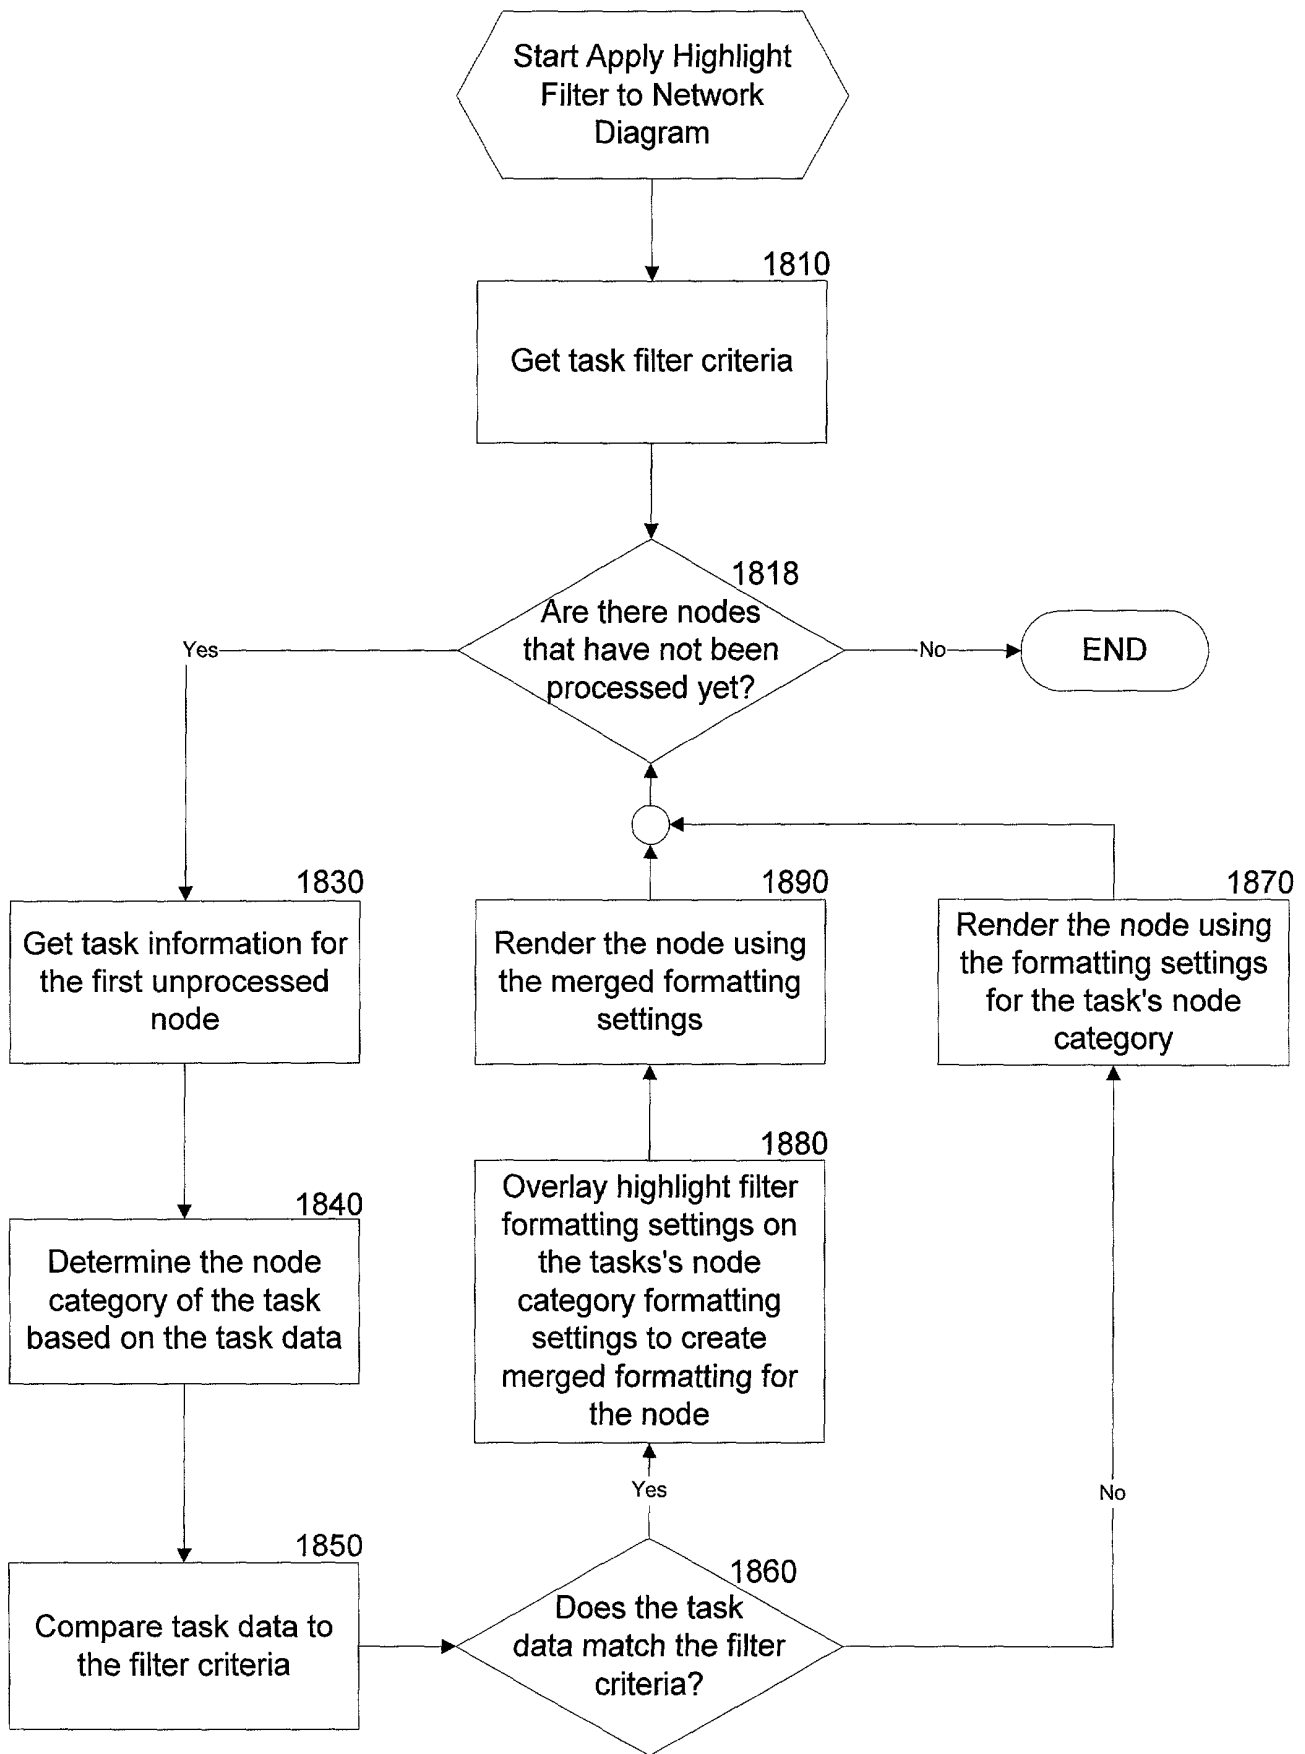 Start Apply Highlight
Filter to Network
Diagram
1810
Get task filter criteria
1818
Are there nodes
that have not been
processed yet?
Yes
No
END
1830
Get task information for
the first unprocessed
node
1890
Render the node using
the merged formatting
settings
1870
Render the node using
the formatting settings
for the task's node
category
1840
Determine the node
category of the task
based on the task data
1880
Overlay highlight filter
formatting settings on
the tasks's node
category formatting
settings to create
merged formatting for
the node
Yes
No
1850
Compare task data to
the filter criteria
1860
Does the task
data match the filter
criteria?